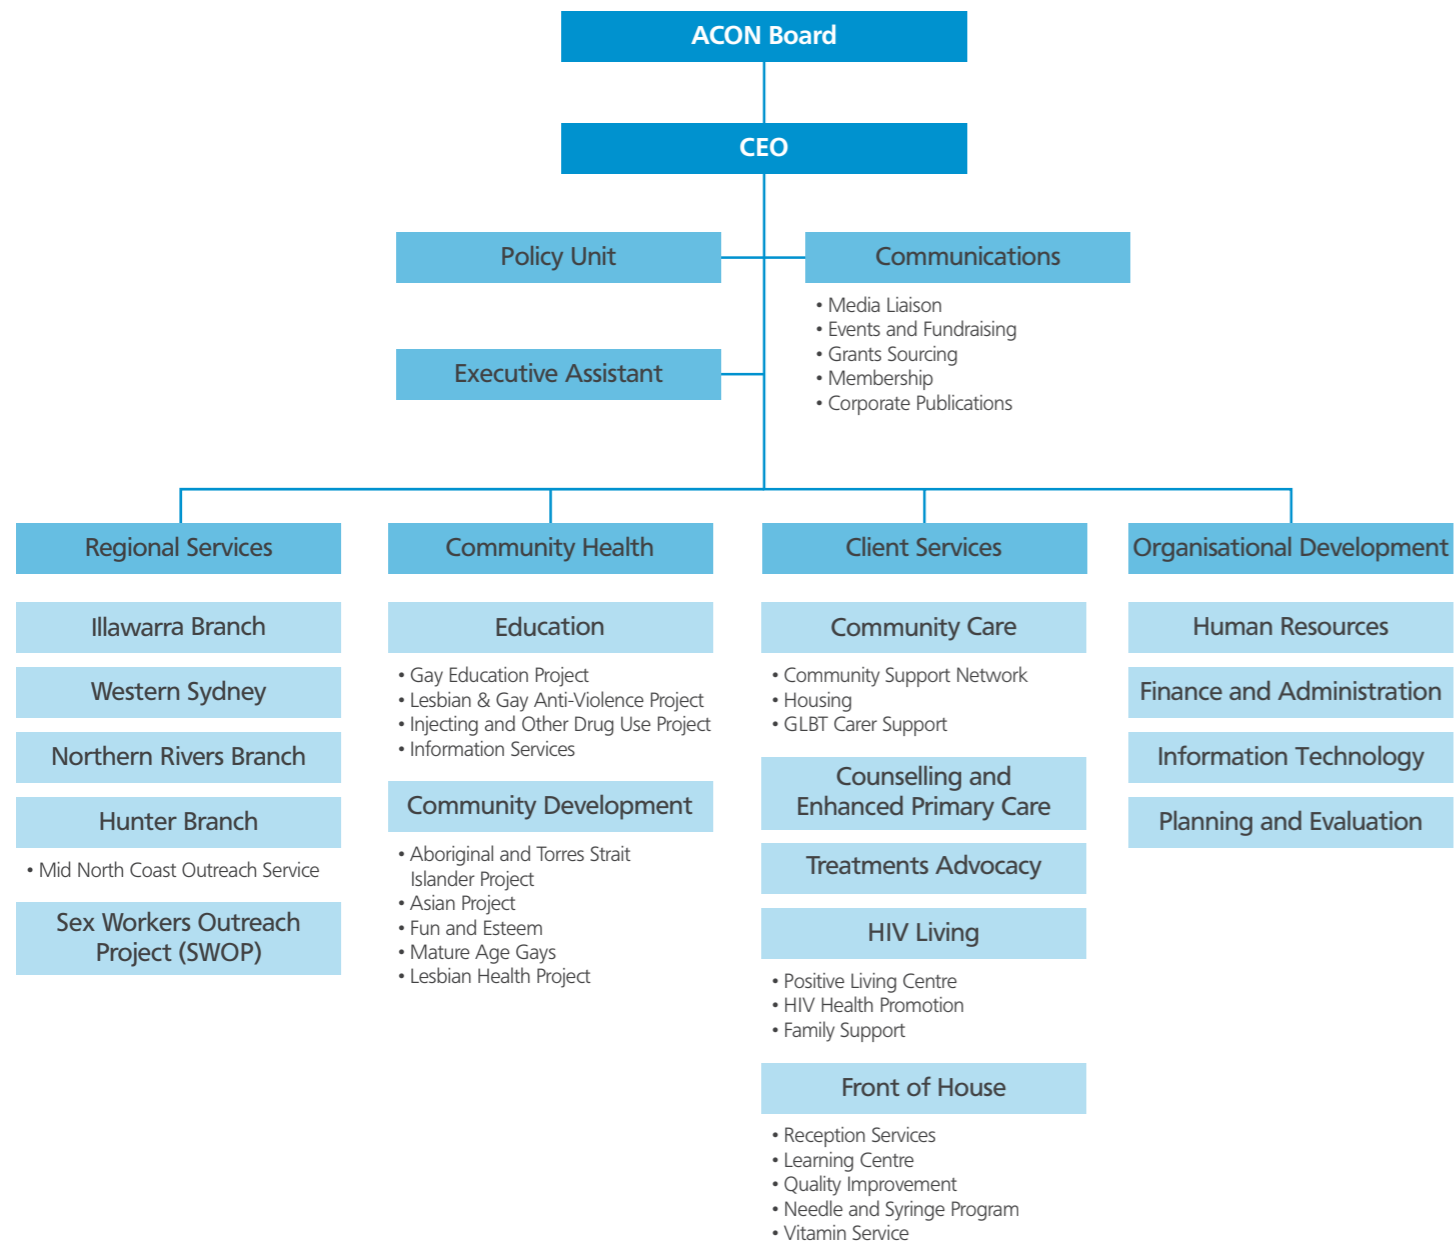 ACON Board
CEO
Policy Unit
Communications
• Media Liaison
• Events and Fundraising
• Grants Sourcing
• Membership
• Corporate Publications
Executive Assistant
Regional Services
Illawarra Branch
Western Sydney
Northern Rivers Branch
Hunter Branch
• Mid North Coast Outreach Service
Sex Workers Outreach
Project (SWOP)
Community Health
Education
• Gay Education Project
• Lesbian & Gay Anti-Violence Project
• Injecting and Other Drug Use Project
• Information Services
Community Development
• Aboriginal and Torres Strait
Islander Project
• Asian Project
• Fun and Esteem
• Mature Age Gays
• Lesbian Health Project
Client Services
Community Care
• Community Support Network
• Housing
• GLBT Carer Support
Counselling and
Enhanced Primary Care
Treatments Advocacy
HIV Living
• Positive Living Centre
• HIV Health Promotion
• Family Support
Front of House
• Reception Services
• Learning Centre
• Quality Improvement
• Needle and Syringe Program
• Vitamin Service
Organisational Development
Human Resources
Finance and Administration
Information Technology
Planning and Evaluation